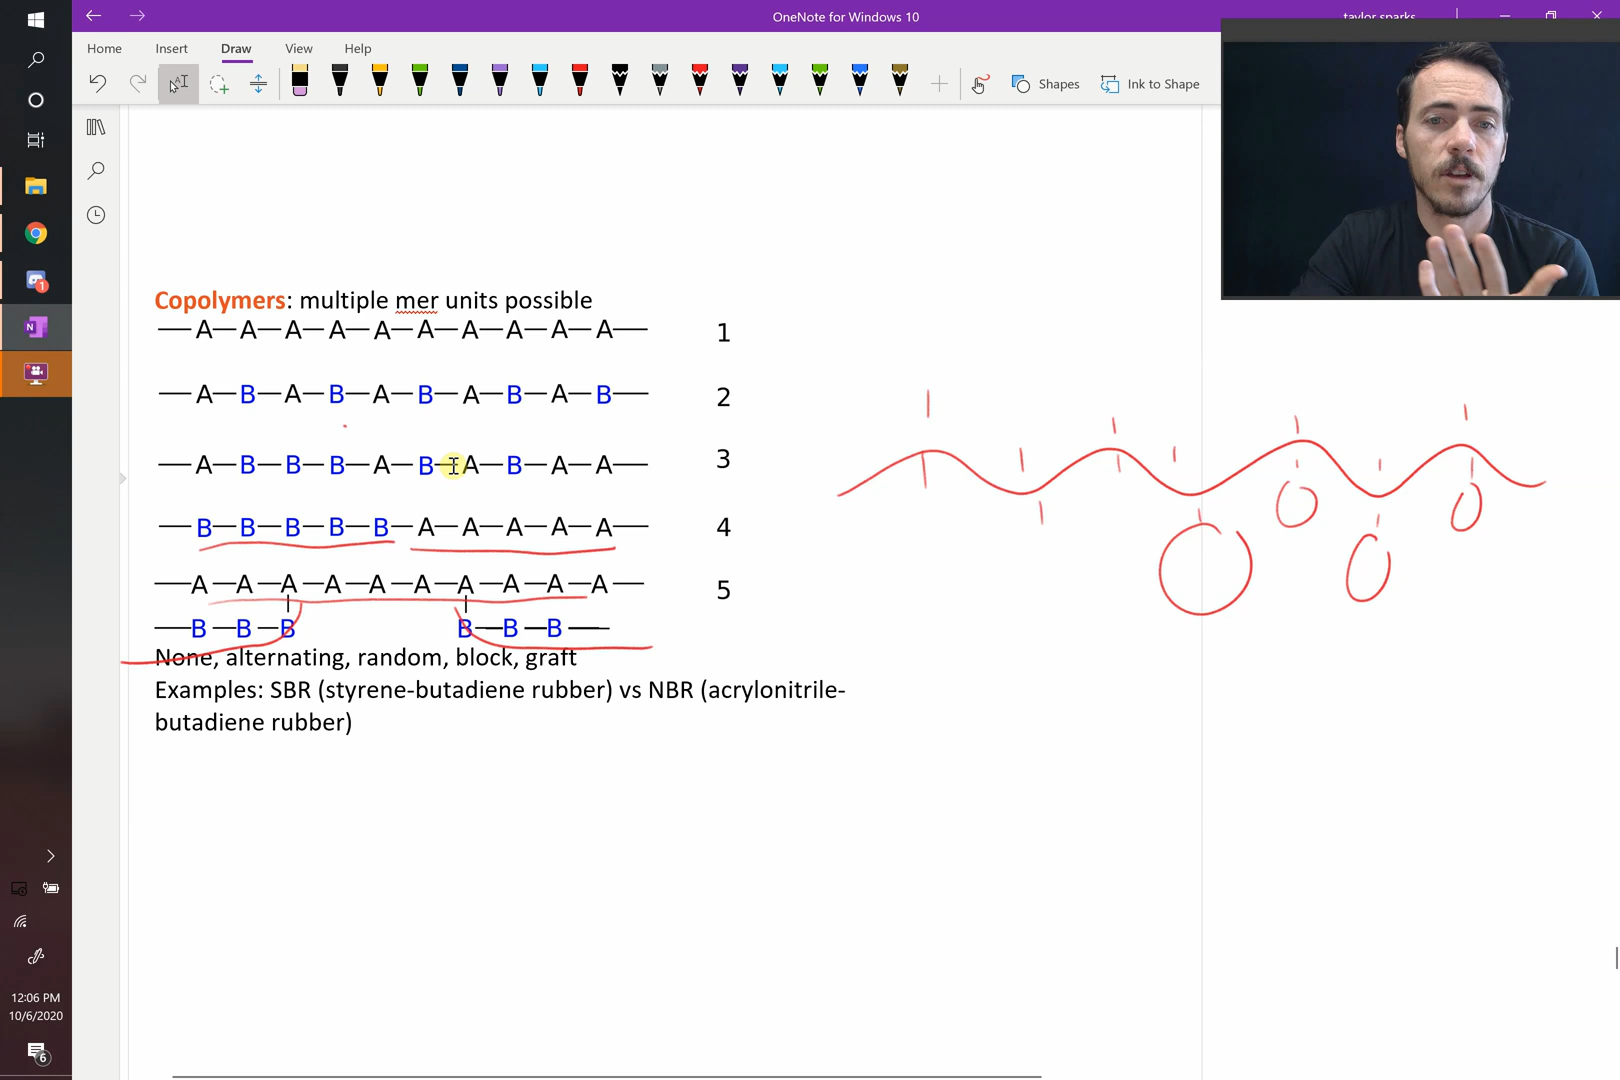 OneNote for Windows 10
taylor sparks
Home Insert Draw View Help
Shapes
Ink to Shape
Copolymers: multiple mer units possible
—A—A—A—A—A—A—A—A—A—A— 1
—A—B—A—B—A—B—A—B—A—B— 2
—A—B—B—B—A—B—A—B—A—A— 3
—B—B—B—B—B—A—A—A—A—A— 4
—A—A—A—A—A—A—A—A—A—A— 5
—B—B—B B—B—B—
None, alternating, random, block, graft
Examples: SBR (styrene-butadiene rubber) vs NBR (acrylonitrile-
butadiene rubber)
12:06 PM
10/6/2020
6